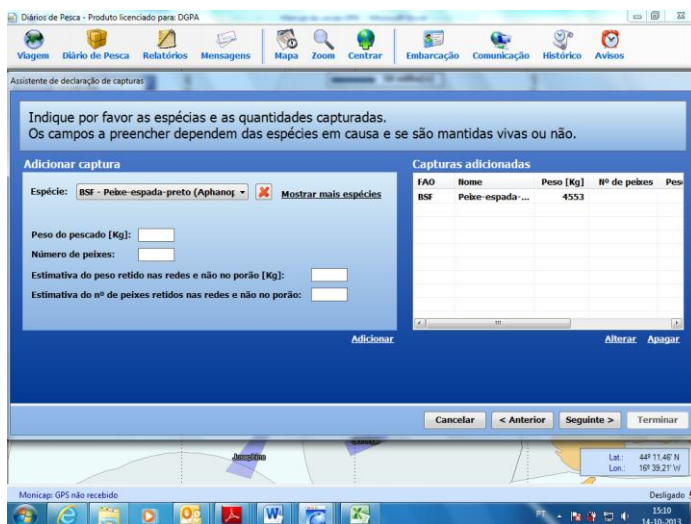 Diários de Pesca - Produto licenciado para: DGPA
Viagem Diário de Pesca Relatórios Mensagens Mapa Zoom Centrar Embarcação Comunicação Histórico Avisos
Assistente de declaração de capturas
Indique por favor as espécies e as quantidades capturadas.
Os campos a preencher dependem das espécies em causa e se são mantidas vivas ou não.
Adicionar captura
Espécie: BSF - Peixe-espada-preto (Aphanop Mostrar mais espécies
Peso do pescado [Kg]:
Número de peixes:
Estimativa do peso retido nas redes e não no porão [Kg]:
Estimativa do nº de peixes retidos nas redes e não no porão:
Adicionar
Capturas adicionadas
FAO Nome Peso [Kg] Nº de peixes Pes
BSF Peixe-espada-... 4553
Alterar Apagar
Cancelar < Anterior Seguinte > Terminar
Josephine
Lat.: 44º 11,46' N
Lon.: 16º 39,21' W
Monicap: GPS não recebido Desligado
PT 15:10
14-10-2013